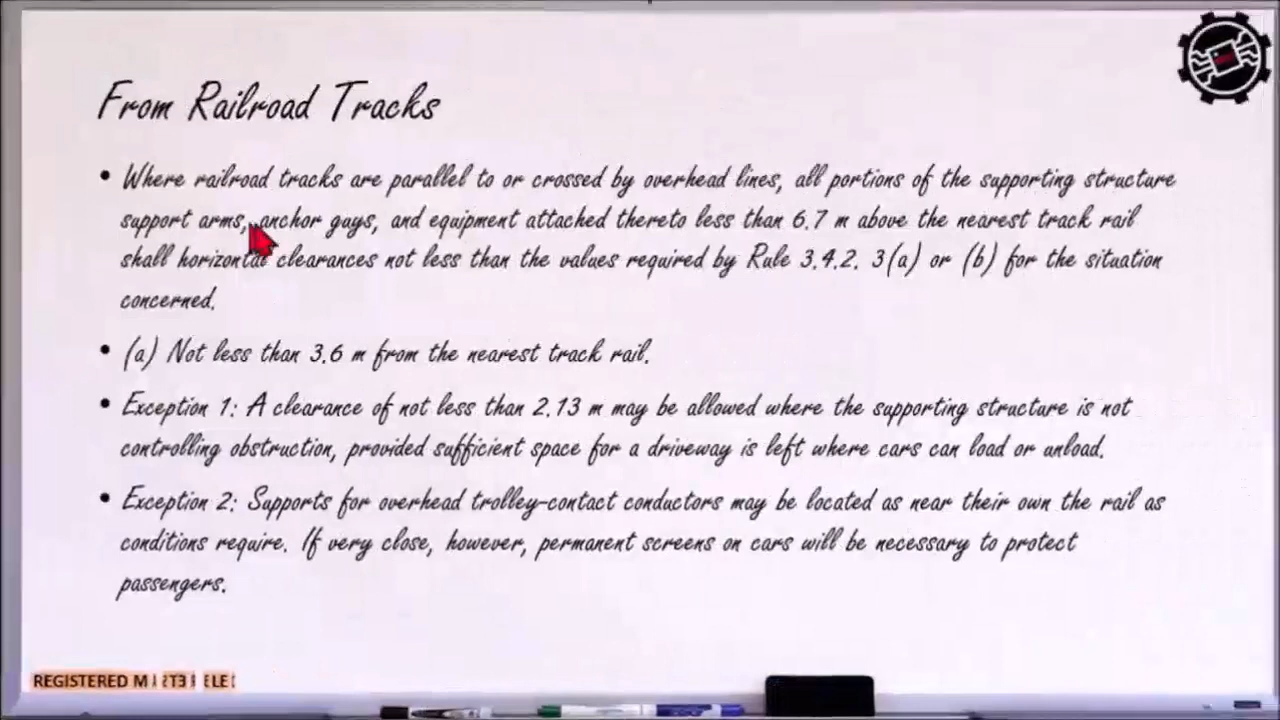 From Railroad Tracks
• Where railroad tracks are parallel to or crossed by overhead lines, all portions of the supporting structure
support arms, anchor guys, and equipment attached thereto less than 6.7 m above the nearest track rail
shall horizontal clearances not less than the values required by Rule 3.4.2. 3(a) or (b) for the situation
concerned.
• (a) Not less than 3.6 m from the nearest track rail.
• Exception 1: A clearance of not less than 2.13 m may be allowed where the supporting structure is not
controlling obstruction, provided sufficient space for a driveway is left where cars can load or unload.
• Exception 2: Supports for overhead trolley-contact conductors may be located as near their own the rail as
conditions require. If very close, however, permanent screens on cars will be necessary to protect
passengers.
REGISTERED